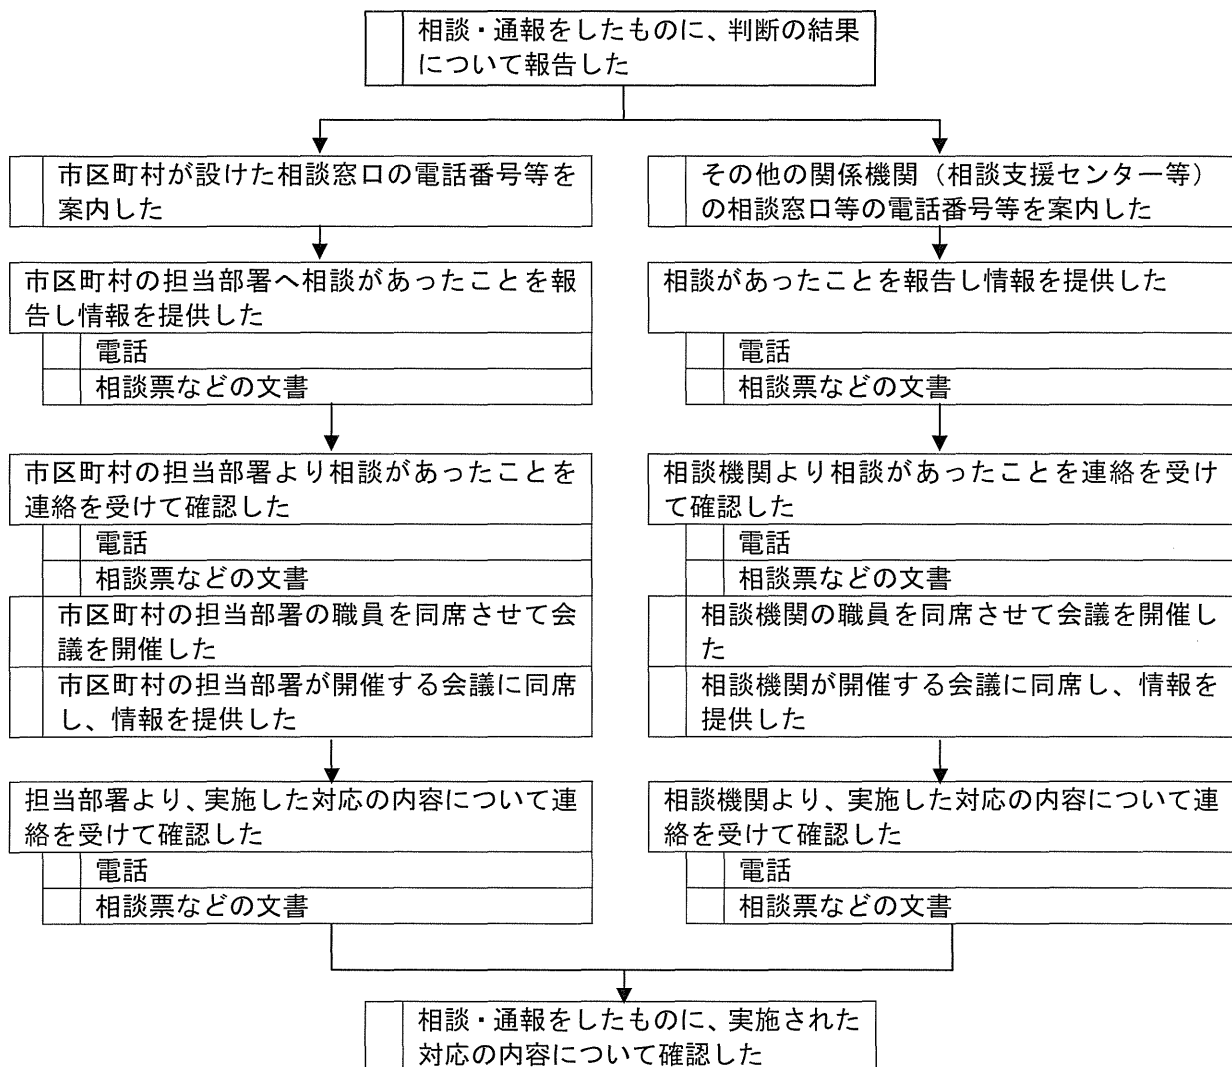 相談・通報をしたものに、判断の結果
について報告した
市区町村が設けた相談窓口の電話番号等を
案内した
市区町村の担当部署へ相談があったことを報
告し情報を提供した
電話
相談票などの文書
市区町村の担当部署より相談があったことを
連絡を受けて確認した
電話
相談票などの文書
市区町村の担当部署の職員を同席させて会
議を開催した
市区町村の担当部署が開催する会議に同席
し、情報を提供した
担当部署より、実施した対応の内容について連
絡を受けて確認した
電話
相談票などの文書
その他の関係機関（相談支援センター等）
の相談窓口等の電話番号等を案内した
相談があったことを報告し情報を提供した
電話
相談票などの文書
相談機関より相談があったことを連絡を受け
て確認した
電話
相談票などの文書
相談機関の職員を同席させて会議を開催し
た
相談機関が開催する会議に同席し、情報を
提供した
相談機関より、実施した対応の内容について連
絡を受けて確認した
電話
相談票などの文書
相談・通報をしたものに、実施された
対応の内容について確認した